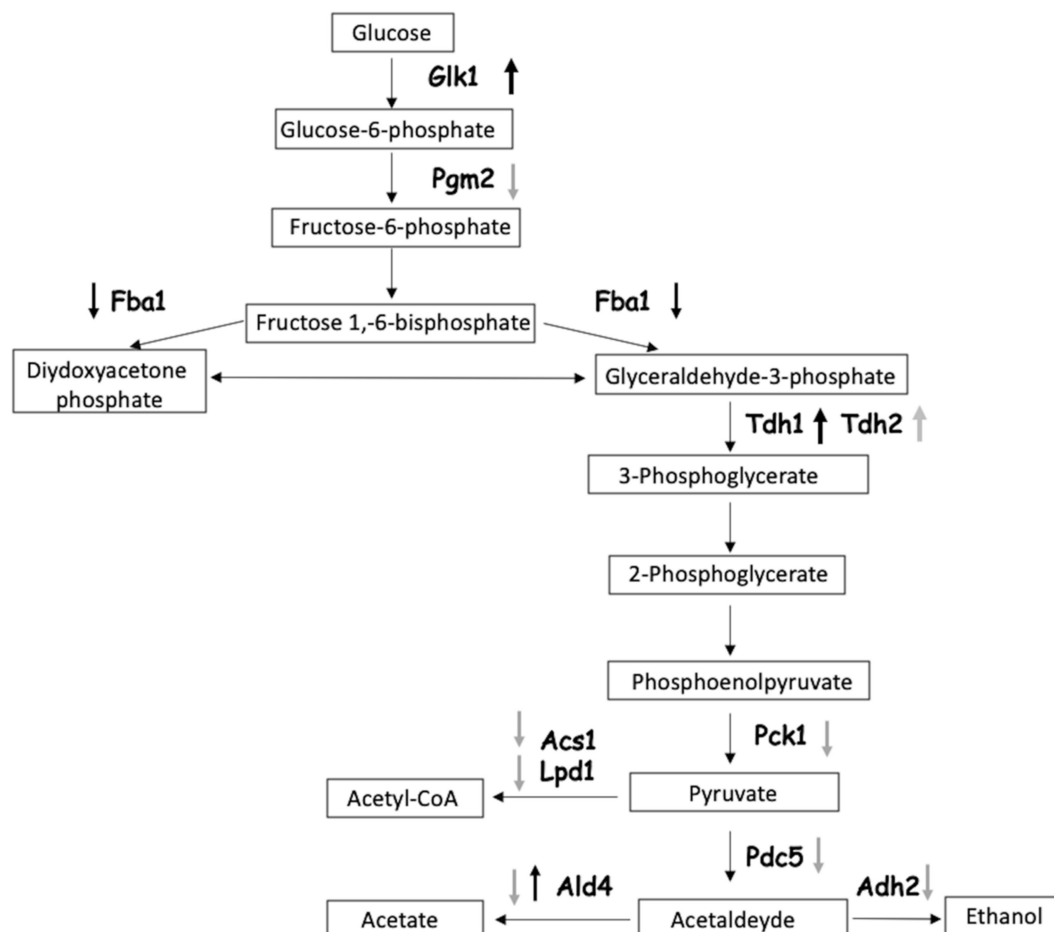 Glucose
Glk1
Glucose-6-phosphate
Pgm2
Fructose-6-phosphate
Fba1
Fba1
Fructose 1,-6-bisphosphate
Diydoxyacetone
phosphate
Glyceraldehyde-3-phosphate
Tdh1 Tdh2
3-Phosphoglycerate
2-Phosphoglycerate
Phosphoenolpyruvate
Acs1
Lpd1
Pck1
Acetyl-CoA
Pyruvate
Pdc5
Ald4
Adh2
Acetate
Acetaldeyde
Ethanol